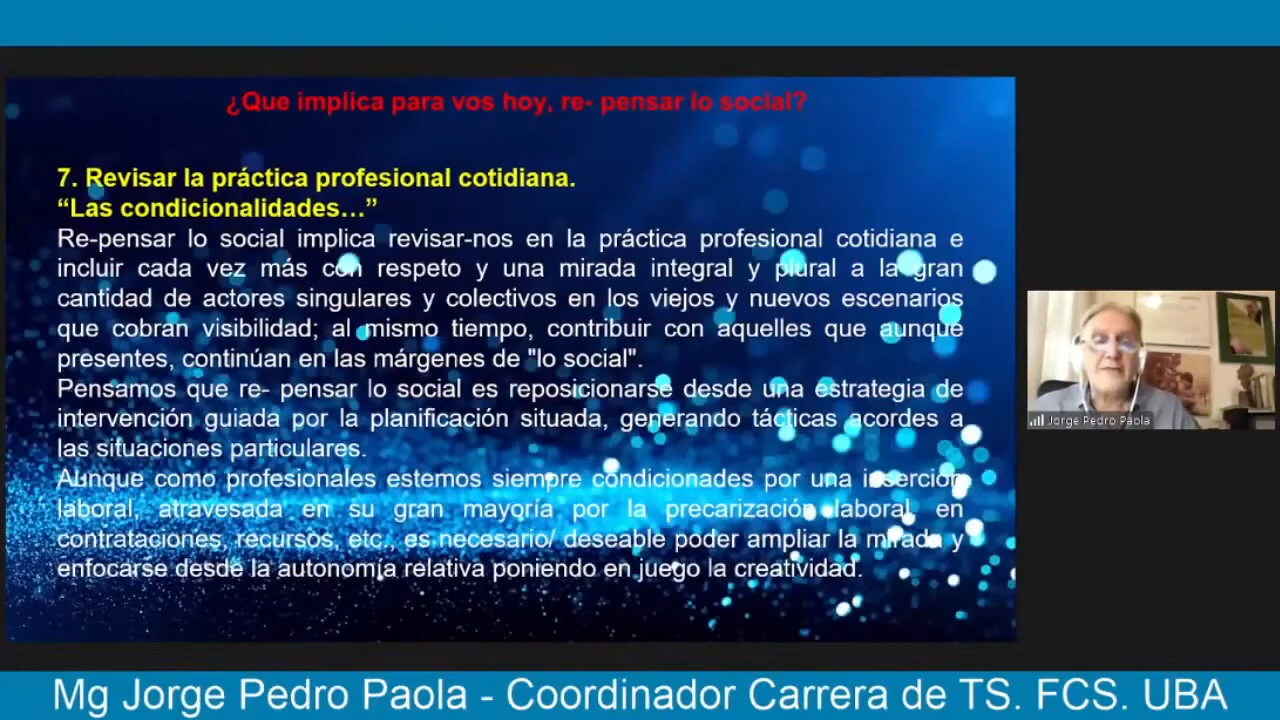 ¿Que implica para vos hoy, re- pensar lo social?
7. Revisar la práctica profesional cotidiana.
“Las condicionalidades…”
Re-pensar lo social implica revisar-nos en la práctica profesional cotidiana e
incluir cada vez más con respeto y una mirada integral y plural a la gran
cantidad de actores singulares y colectivos en los viejos y nuevos escenarios
que cobran visibilidad; al mismo tiempo, contribuir con aquelles que aunque
presentes, continúan en las márgenes de "lo social".
Pensamos que re- pensar lo social es reposicionarse desde una estrategia de
intervención guiada por la planificación situada, generando tácticas acordes a
las situaciones particulares.
Aunque como profesionales estemos siempre condicionades por una inserción
laboral, atravesada en su gran mayoría por la precarización laboral, en
contrataciones, recursos, etc., es necesario/ deseable poder ampliar la mirada y
enfocarse desde la autonomía relativa poniendo en juego la creatividad.
Jorge Pedro Paola
Mg Jorge Pedro Paola - Coordinador Carrera de TS. FCS. UBA